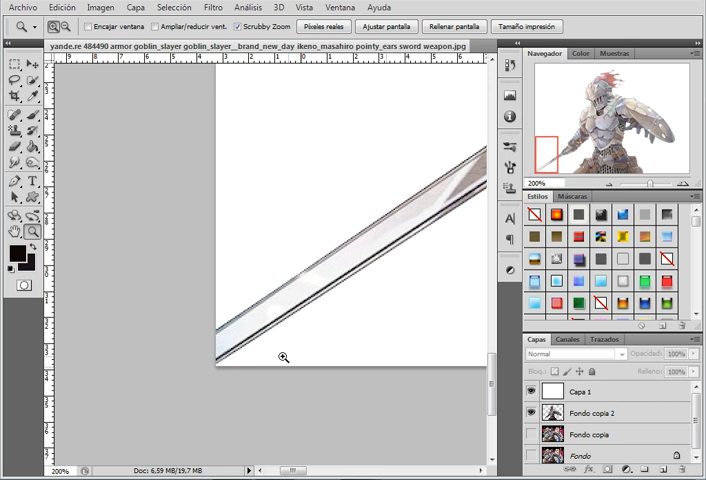 Archivo Edición Imagen Capa Selección Filtro Análisis 3D Vista Ventana Ayuda
Encajar ventana Ampliar/reducir vent. Scrubby Zoom Píxeles reales Ajustar pantalla Rellenar pantalla Tamaño impresión
yande.re 484490 armor goblin_slayer goblin_slayer__brand_new_day ikeno_masahiro pointy_ears sword weapon.jpg
Navegador Color Muestras
200%
Estilos Máscaras
Capas Canales Trazados
Normal Opacidad: 100%
Bloq.: Relleno: 100%
Capa 1
Fondo copia 2
Fondo copia
Fondo
200% Doc: 6,59 MB/19,7 MB